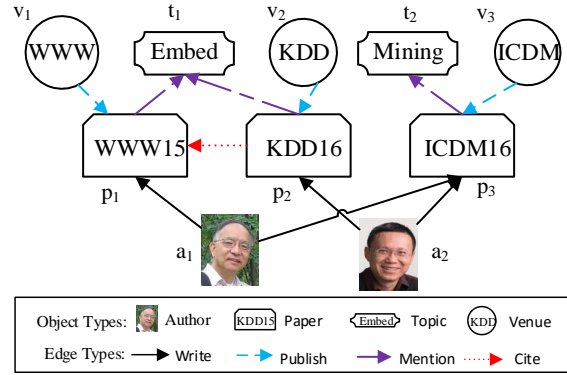 v1 t1 v2 t2 v3
WWW Embed KDD Mining ICDM
WWW15 KDD16 ICDM16
p1 p2 p3
a1 a2
Object Types: Author KDD15 Paper Embed Topic KDD Venue
Edge Types: Write Publish Mention Cite